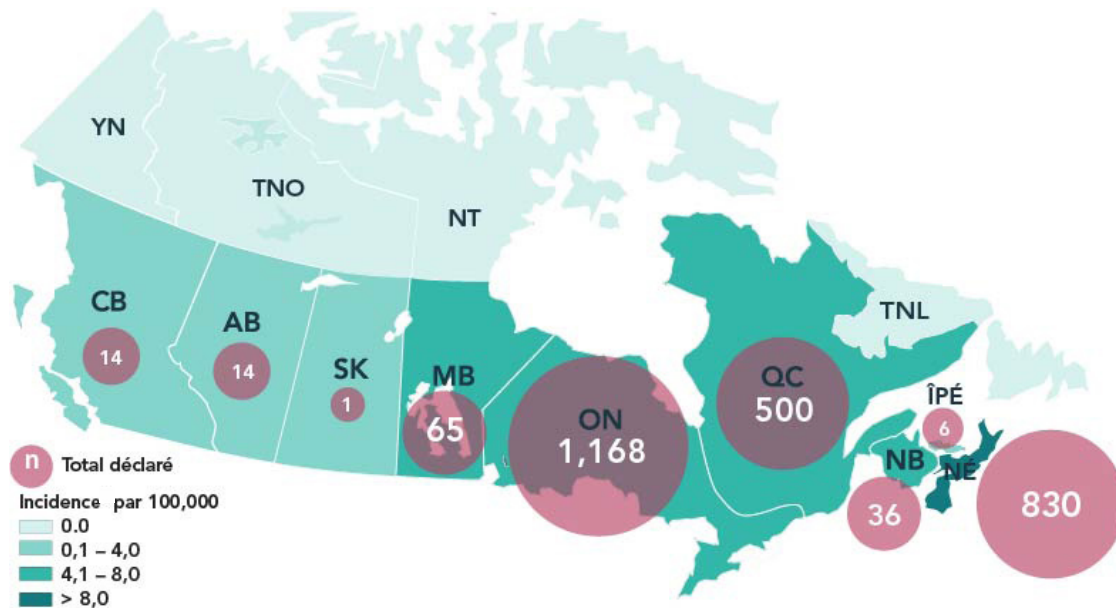 YN
TNO
NT
CB
14
AB
14
SK
1
MB
65
ON
1,168
QC
500
TNL
ÎPÉ
6
NB
36
NÉ
830
n Total déclaré
Incidence par 100,000
0.0
0,1 – 4,0
4,1 – 8,0
> 8,0